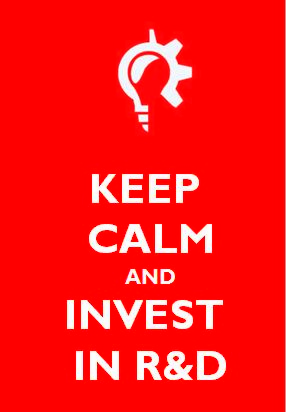 KEEP
CALM
AND
INVEST
IN R&D